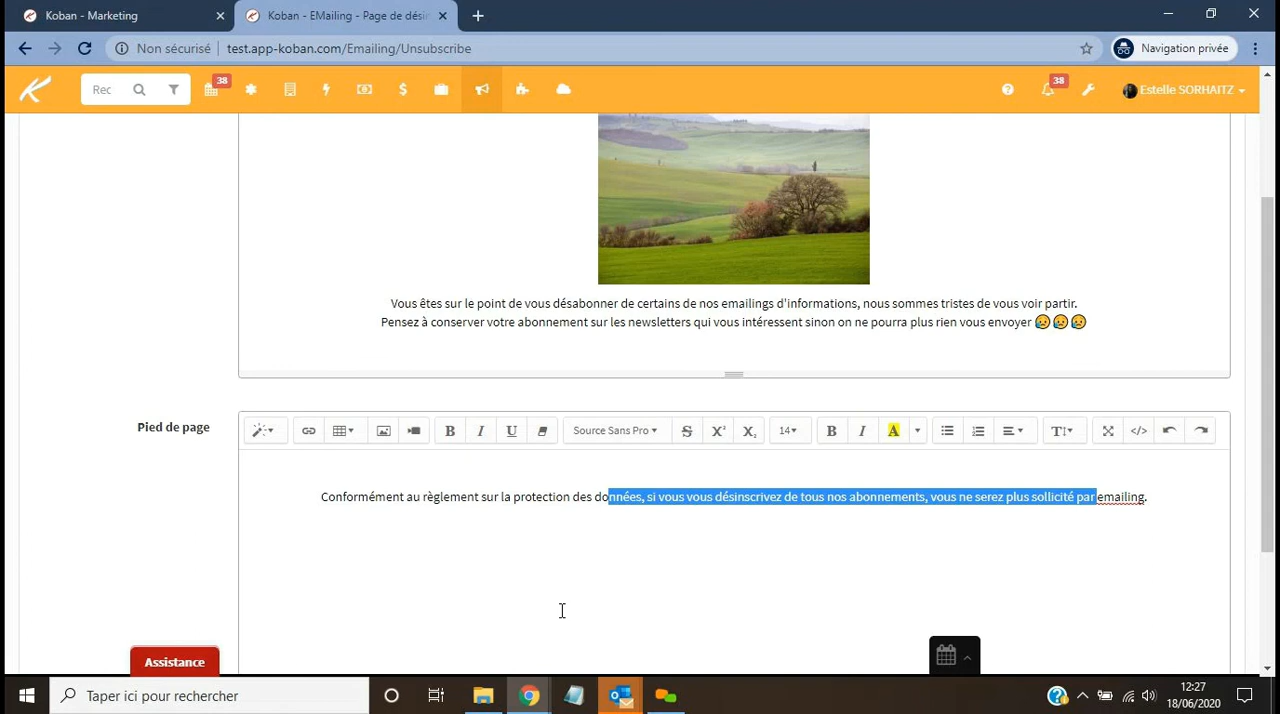 Koban - Marketing
Koban - EMailing - Page de dési
Non sécurisé
test.app-koban.com/Emailing/Unsubscribe
Navigation privée
Rec
38
38
Estelle SORHAITZ
Vous êtes sur le point de vous désabonner de certains de nos emailings d'informations, nous sommes tristes de vous voir partir.
Pensez à conserver votre abonnement sur les newsletters qui vous intéressent sinon on ne pourra plus rien vous envoyer 😥😥😥
Pied de page
B I U Source Sans Pro S X² X₂ 14 B I A T </>
Conformément au règlement sur la protection des données, si vous vous désinscrivez de tous nos abonnements, vous ne serez plus sollicité par emailing.
Assistance
Taper ici pour rechercher
12:27
18/06/2020